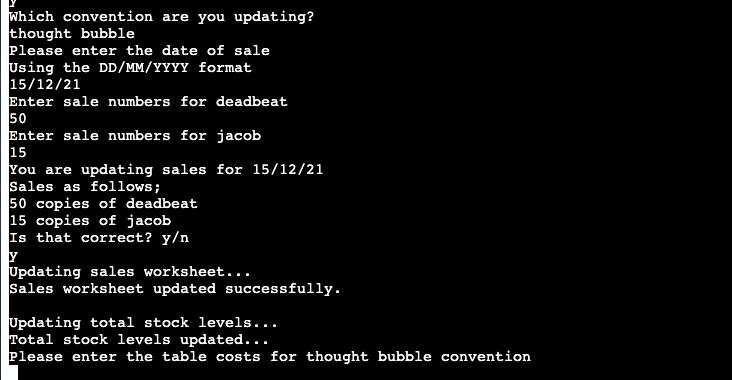 y
Which convention are you updating?
thought bubble
Please enter the date of sale
Using the DD/MM/YYYY format
15/12/21
Enter sale numbers for deadbeat
50
Enter sale numbers for jacob
15
You are updating sales for 15/12/21
Sales as follows;
50 copies of deadbeat
15 copies of jacob
Is that correct? y/n
y
Updating sales worksheet...
Sales worksheet updated successfully.
Updating total stock levels...
Total stock levels updated...
Please enter the table costs for thought bubble convention